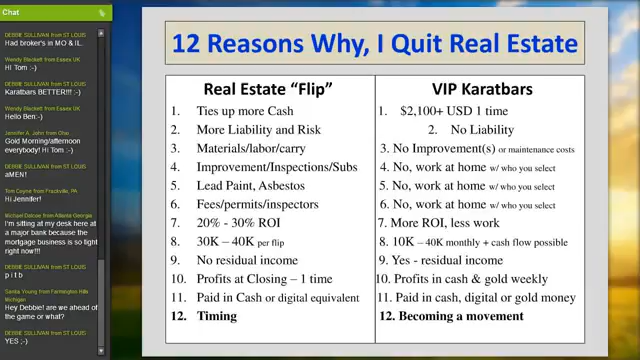 Chat
DEBBIE SULLIVAN from ST LOUIS
Had broker's in MO & IL.
Wendy Blackett from Essex UK
HI Tom :-)
DEBBIE SULLIVAN from ST LOUIS
Karatbars BETTER!!! ;-)
Wendy Blackett from Essex UK
Hello Ben:-)
Jennifer A. Jahn from Ohio
Gold Morning/afternoon
everybody! Hi Tom :-)
DEBBIE SULLIVAN from ST LOUIS
aMEN!
Tom Coyne from Frackville, PA
Hi Jennifer!
from Atlanta Georgia
I'm sitting at my desk here at
a major bank because the
mortgage business is so tight
right now!!!
DEBBIE SULLIVAN from ST LOUIS
p i t b
Santa Young from Farmington Hills
Michigan
Hey Debbie! are we ahead of
the game or what?
DEBBIE SULLIVAN from ST LOUIS
YES ;-)
12 Reasons Why, I Quit Real Estate
Real Estate “Flip”
1. Ties up more Cash
2. More Liability and Risk
3. Materials/labor/carry
4. Improvement/Inspections/Subs
5. Lead Paint, Asbestos
6. Fees/permits/inspectors
7. 20% - 30% ROI
8. 30K – 40K per flip
9. No residual income
10. Profits at Closing – 1 time
11. Paid in Cash or digital equivalent
12. Timing
VIP Karatbars
1. $2,100+ USD 1 time
2. No Liability
3. No Improvement(s) or maintenance costs
4. No, work at home w/ who you select
5. No, work at home w/ who you select
6. No, work at home w/ who you select
7. More ROI, less work
8. 10K – 40K monthly + cash flow possible
9. Yes - residual income
10. Profits in cash & gold weekly
11. Paid in cash, digital or gold money
12. Becoming a movement